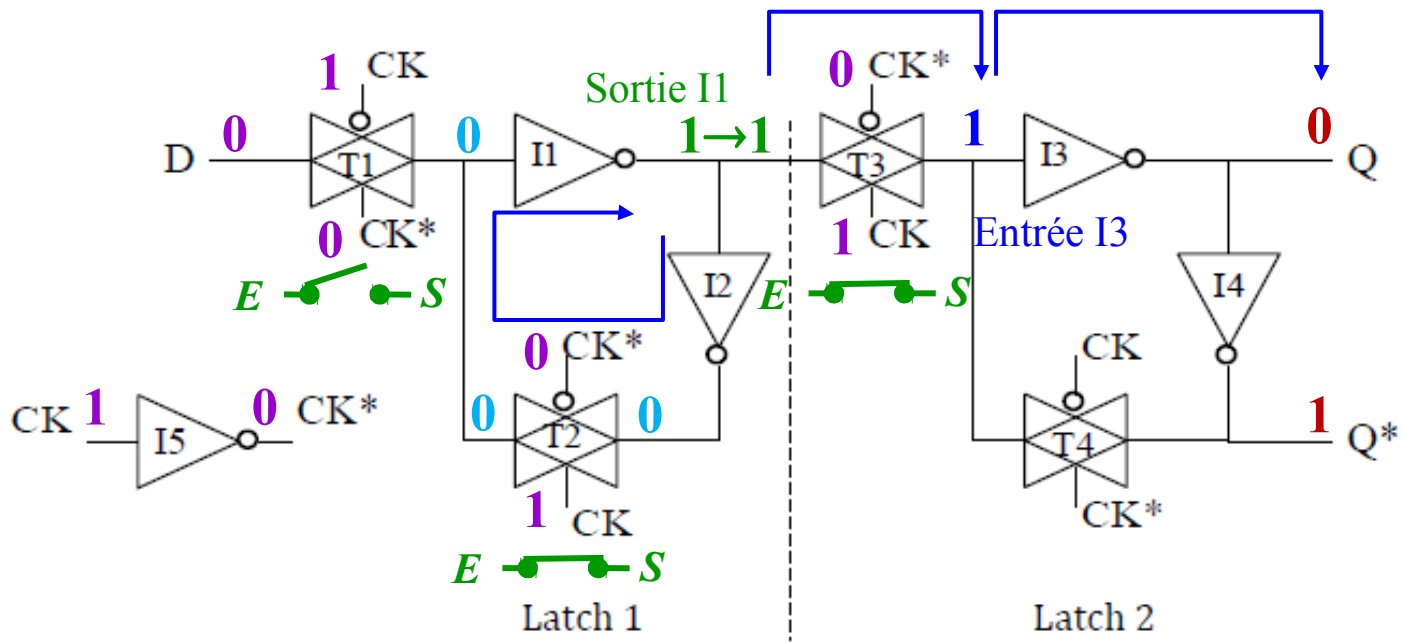 1 CK
0 CK*
Sortie I1
D 0
T1
0
I1
1→1
T3
1
I3
0
Q
0 CK*
1 CK
Entrée I3
E S
I2
E S
I4
0 CK*
CK
CK 1
I5
0 CK*
0
T2
0
T4
1
Q*
1 CK
CK*
E S
Latch 1
Latch 2